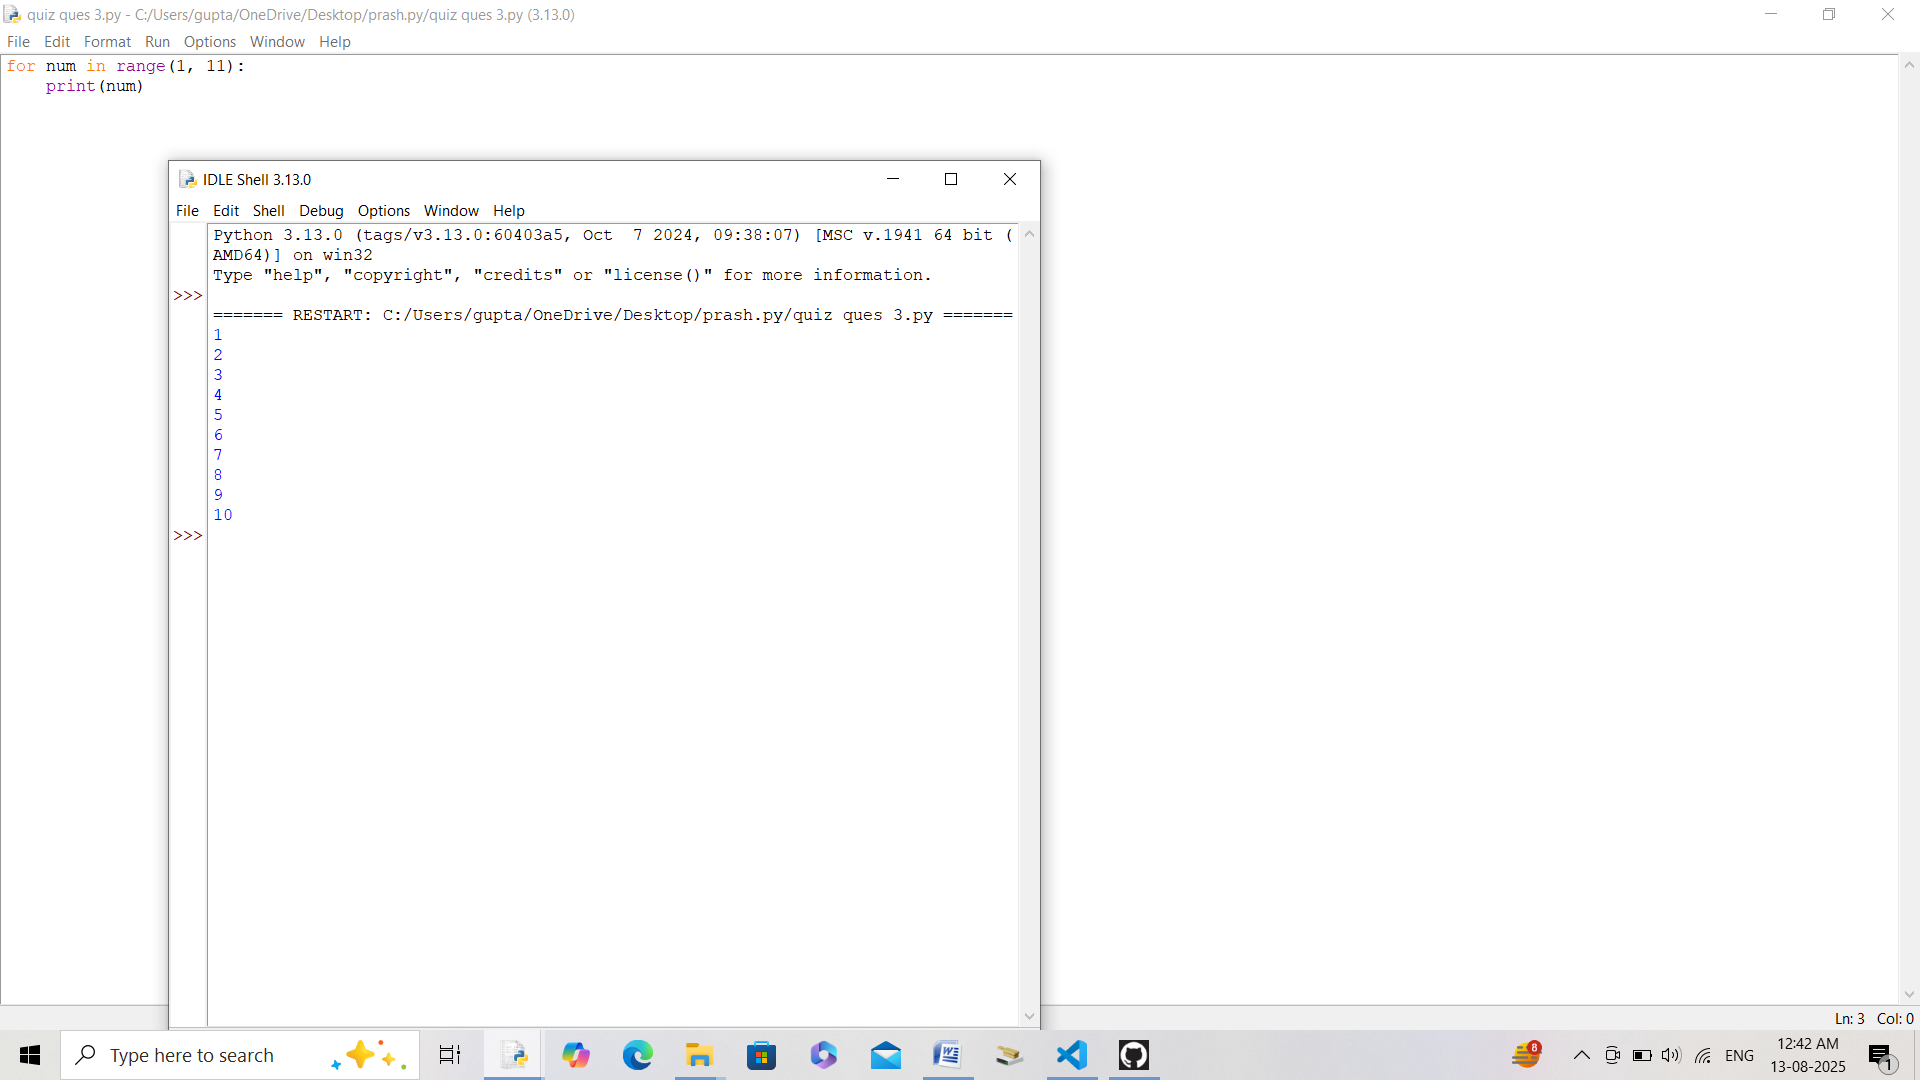 quiz ques 3.py - C:/Users/gupta/OneDrive/Desktop/prash.py/quiz ques 3.py (3.13.0)
File Edit Format Run Options Window Help
for num in range(1, 11):
    print(num)
IDLE Shell 3.13.0
File Edit Shell Debug Options Window Help
Python 3.13.0 (tags/v3.13.0:60403a5, Oct  7 2024, 09:38:07) [MSC v.1941 64 bit (
AMD64)] on win32
Type "help", "copyright", "credits" or "license()" for more information.
>>>
======= RESTART: C:/Users/gupta/OneDrive/Desktop/prash.py/quiz ques 3.py =======
1
2
3
4
5
6
7
8
9
10
>>>
Ln: 3 Col: 0
Type here to search
8
ENG
12:42 AM
13-08-2025
1